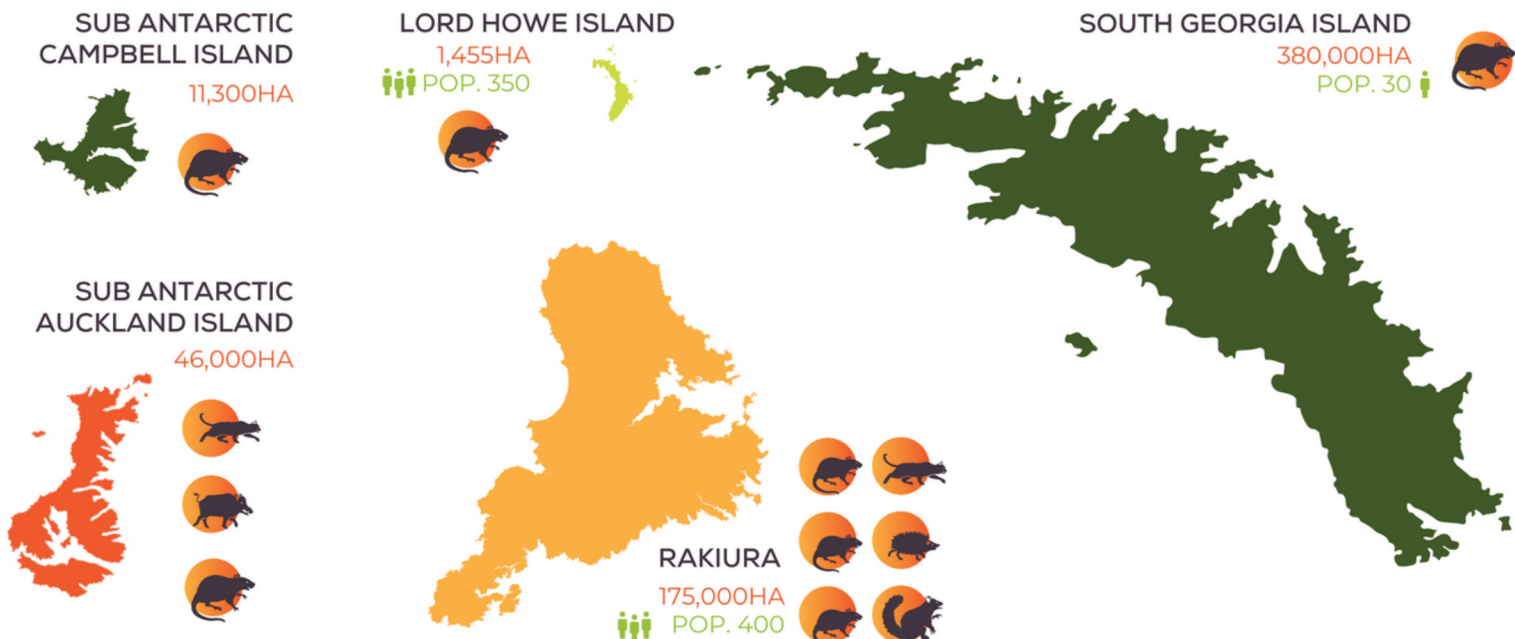 SUB ANTARCTIC
CAMPBELL ISLAND
11,300HA
LORD HOWE ISLAND
1,455HA
POP. 350
SOUTH GEORGIA ISLAND
380,000HA
POP. 30
SUB ANTARCTIC
AUCKLAND ISLAND
46,000HA
RAKIURA
175,000HA
POP. 400